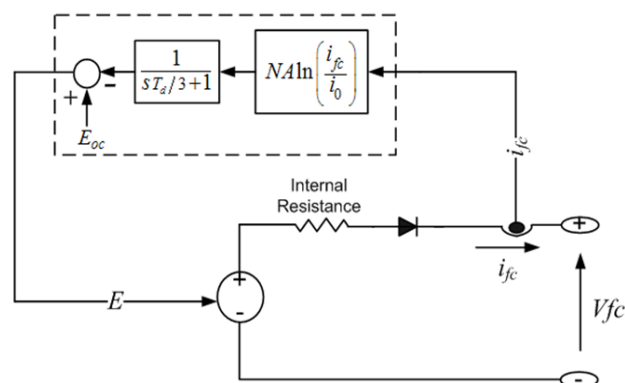 1
sT_d/3+1
NA ln(i_fc/i_0)
+
-
E_oc
i_fc
Internal
Resistance
+
i_fc
E
+
-
Vfc
-